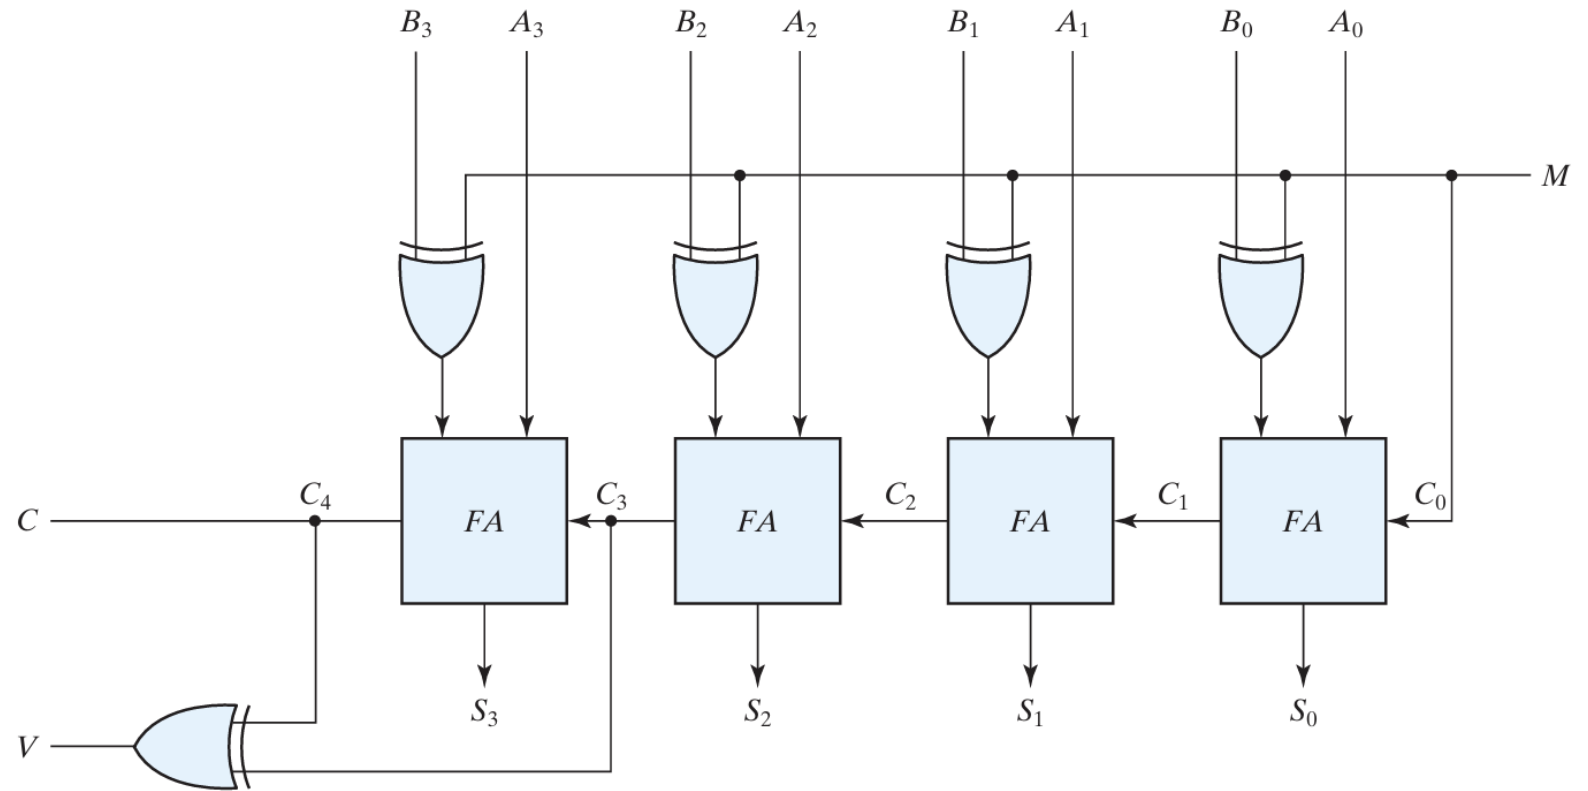 B₃ A₃ B₂ A₂ B₁ A₁ B₀ A₀
M
C₄ C₃ C₂ C₁ C₀
C FA FA FA FA
S₃ S₂ S₁ S₀
V